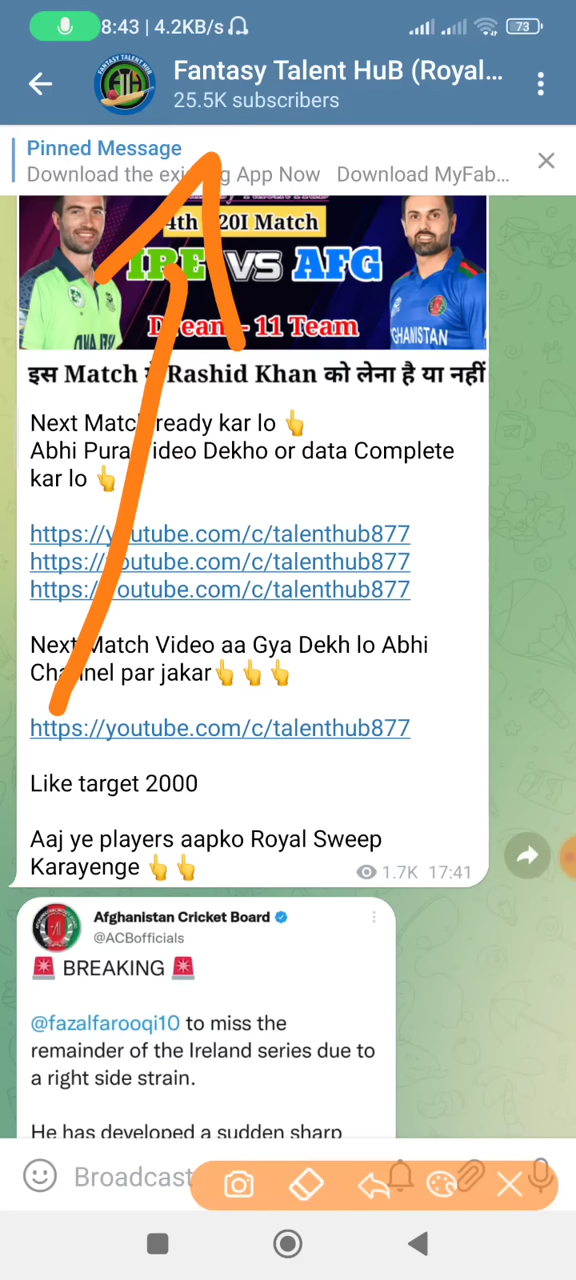 8:43 | 4.2KB/s
73
FTH
Fantasy Talent HuB (Royal...
25.5K subscribers
Pinned Message
Download the g App Now Download MyFab...
4th 20I Match
IRE VS AFG
Dream - 11 Team
GHANISTAN
इस Match Rashid Khan को लेना है या नहीं
Next Match ready kar lo 👆
Abhi Pura Video Dekho or data Complete
kar lo 👆
https://youtube.com/c/talenthub877
https://youtube.com/c/talenthub877
https://youtube.com/c/talenthub877
Next Match Video aa Gya Dekh lo Abhi
Channel par jakar👆👆👆
https://youtube.com/c/talenthub877
Like target 2000
Aaj ye players aapko Royal Sweep
Karayenge 👆👆
1.7K 17:41
Afghanistan Cricket Board
@ACBofficials
🚨 BREAKING 🚨
@fazalfarooqi10 to miss the
remainder of the Ireland series due to
a right side strain.
He has developed a sudden sharp
Broadcast